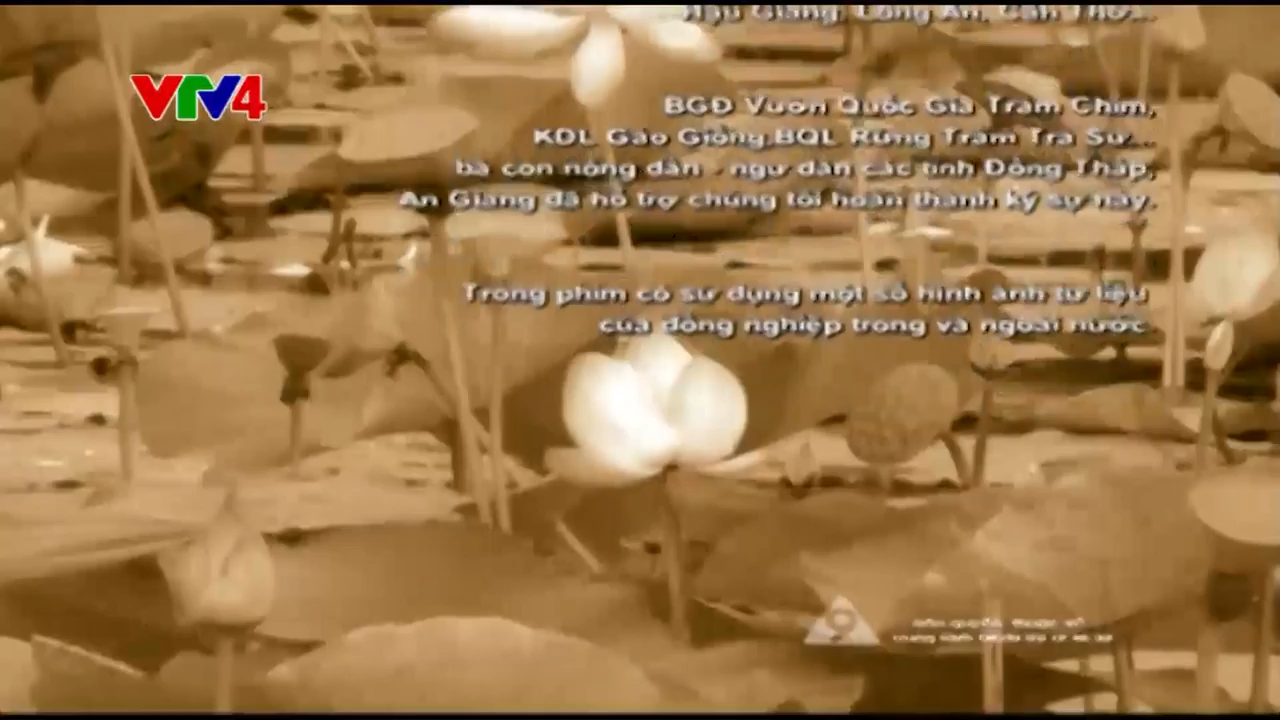 Hậu Giang, Long An, Cần Thơ...
VTV4
BGĐ Vườn Quốc Gia Tràm Chim,
KDL Gáo Giồng,BQL Rừng Tràm Trà Sư...
bà con nông dân - ngư dân các tỉnh Đồng Tháp,
An Giang đã hỗ trợ chúng tôi hoàn thành ký sự này.
Trong phim có sử dụng một số hình ảnh tư liệu
của đồng nghiệp trong và ngoài nước